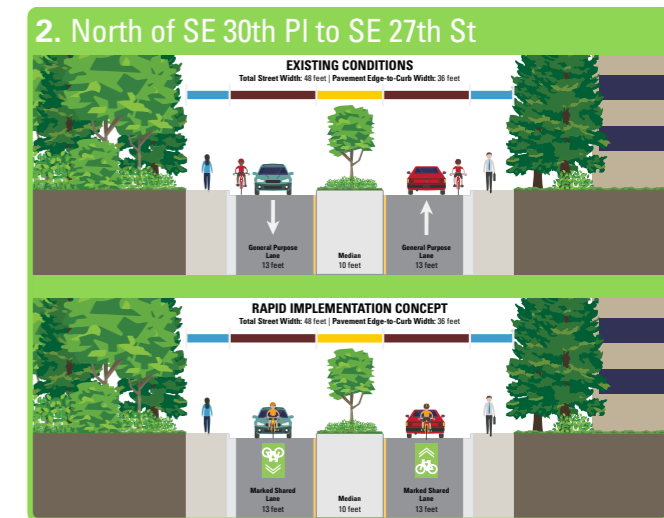 2. North of SE 30th Pl to SE 27th St
EXISTING CONDITIONS
Total Street Width: 48 feet | Pavement Edge-to-Curb Width: 36 feet
General Purpose
Lane
13 feet
Median
10 feet
General Purpose
Lane
13 feet
RAPID IMPLEMENTATION CONCEPT
Total Street Width: 48 feet | Pavement Edge-to-Curb Width: 36 feet
Marked Shared
Lane
13 feet
Median
10 feet
Marked Shared
Lane
13 feet